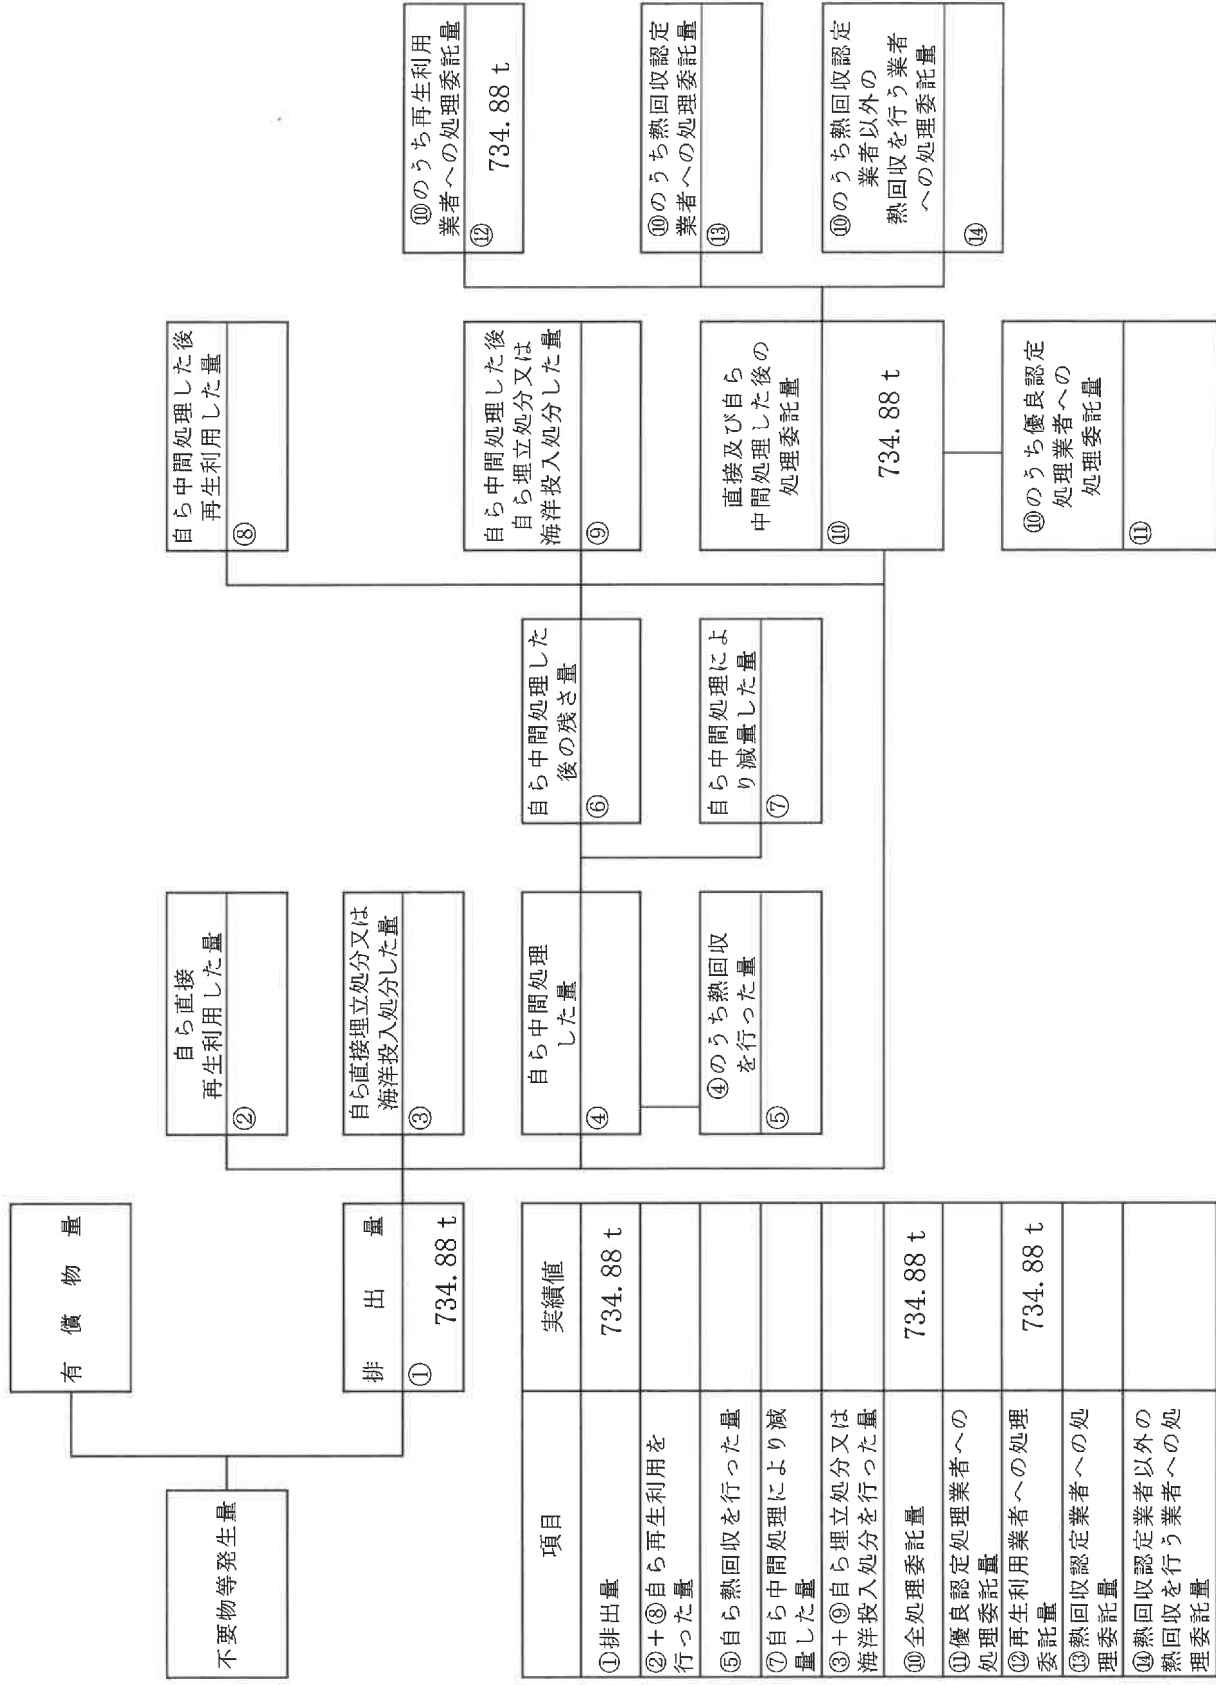 有償物量
不要物等発生量
排出量
①
734.88 t
自ら直接
再生利用した量
②
自ら直接埋立処分又は
海洋投入処分した量
③
自ら中間処理
した量
④
④のうち熱回収
を行った量
⑤
自ら中間処理した
後の残さ量
⑥
自ら中間処理によ
り減量した量
⑦
自ら中間処理した後
再生利用した量
⑧
自ら中間処理した後
自ら埋立処分又は
海洋投入処分した量
⑨
直接及び自ら
中間処理した後の
処理委託量
⑩
734.88 t
⑩のうち優良認定
処理業者への
処理委託量
⑪
⑩のうち再生利用
業者への処理委託量
⑫
734.88 t
⑩のうち熱回収認定
業者への処理委託量
⑬
⑩のうち熱回収認定
業者以外の
熱回収を行う業者
への処理委託量
⑭
項目 実績値
①排出量 734.88 t
②+⑧自ら再生利用を
行った量
⑤自ら熱回収を行った量
⑦自ら中間処理により減
量した量
③+⑨自ら埋立処分又は
海洋投入処分を行った量
⑩全処理委託量 734.88 t
⑪優良認定処理業者への
処理委託量
⑫再生利用業者への処理
委託量 734.88 t
⑬熱回収認定業者への処
理委託量
⑭熱回収認定業者以外の
熱回収を行う業者への処
理委託量